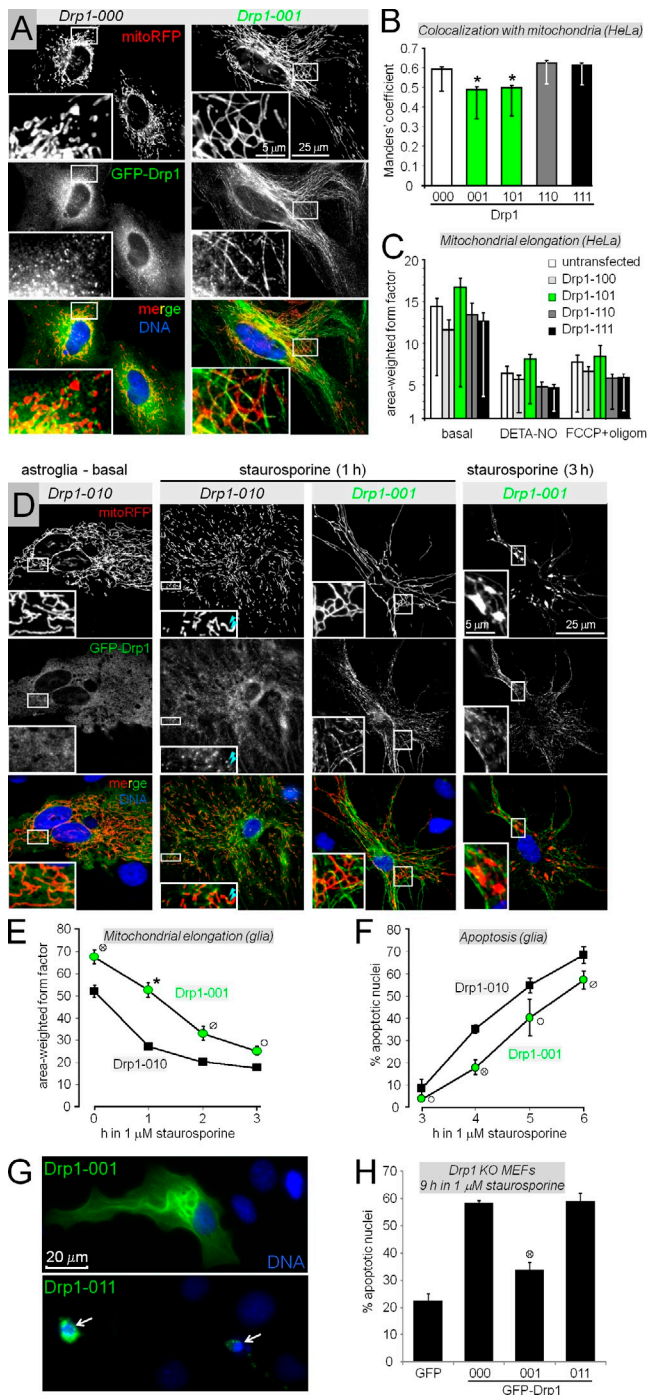 A
Drp1-000
Drp1-001
mitoRFP
5 µm
25 µm
GFP-Drp1
merge
DNA
B
Colocalization with mitochondria (HeLa)
Manders' coefficient
0.6
0.5
0.4
0.3
0.2
0.1
0.0
000 001 101 110 111
Drp1
* *
C
Mitochondrial elongation (HeLa)
area-weighted form factor
20
15
10
5
1
untransfected
Drp1-100
Drp1-101
Drp1-110
Drp1-111
basal DETA-NO FCCP+oligom
astroglia - basal
staurosporine (1 h)
staurosporine (3 h)
D
Drp1-010
Drp1-010
Drp1-001
Drp1-001
mitoRFP
5 µm
25 µm
GFP-Drp1
merge
DNA
E
Mitochondrial elongation (glia)
area-weighted form factor
80
70
60
50
40
30
20
10
0
⊗
*
∅
○
Drp1-001
Drp1-010
0 1 2 3
h in 1 µM staurosporine
F
Apoptosis (glia)
% apoptotic nuclei
80
70
60
50
40
30
20
10
0
Drp1-010
Drp1-001
○
⊗
○
∅
3 4 5 6
h in 1 µM staurosporine
G
Drp1-001
20 µm
DNA
Drp1-011
H
Drp1 KO MEFs
9 h in 1 µM staurosporine
% apoptotic nuclei
70
60
50
40
30
20
10
0
⊗
GFP 000 001 011
GFP-Drp1